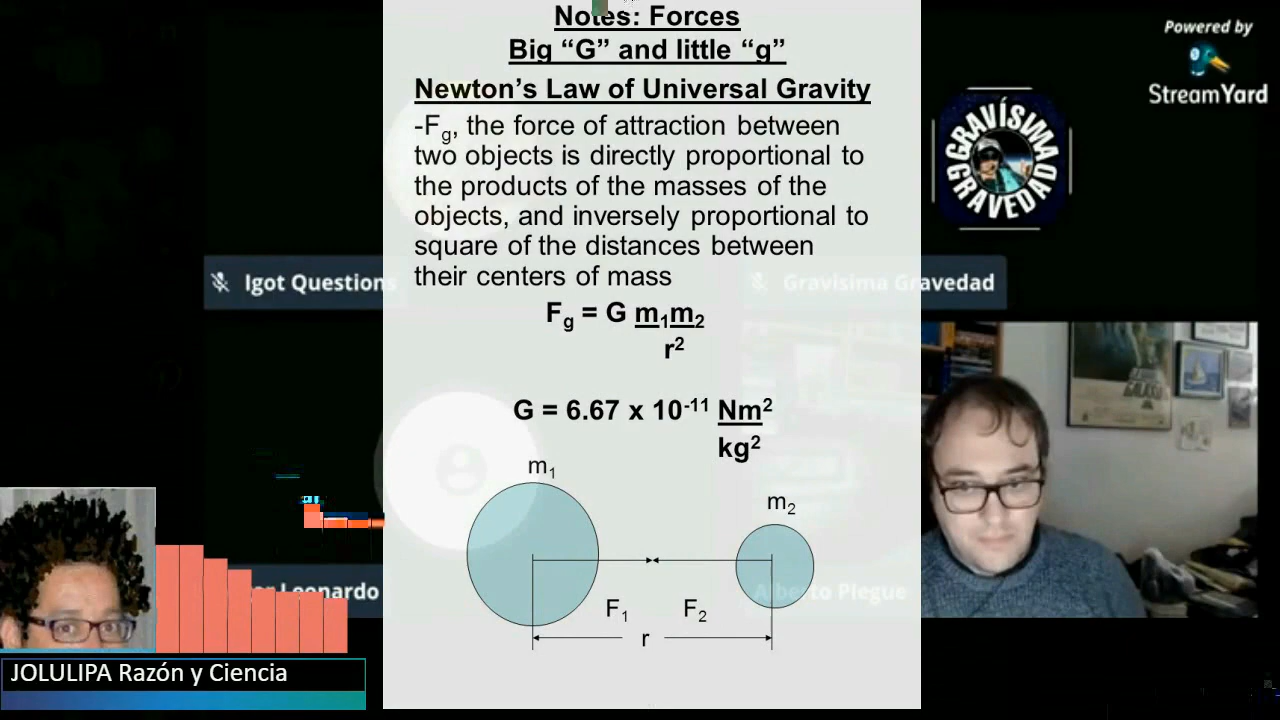 Notes: Forces
Big “G” and little “g”
Newton’s Law of Universal Gravity
-Fg, the force of attraction between
two objects is directly proportional to
the products of the masses of the
objects, and inversely proportional to
square of the distances between
their centers of mass
Fg = G m₁m₂
r²
G = 6.67 x 10⁻¹¹ Nm²
kg²
m₁
m₂
F₁ F₂
r
Powered by
StreamYard
GRAVÍSIMA
GRAVEDAD
Igot Questions
Gravísima Gravedad
Leonardo
Alberto Plegue
JOLULIPA Razón y Ciencia